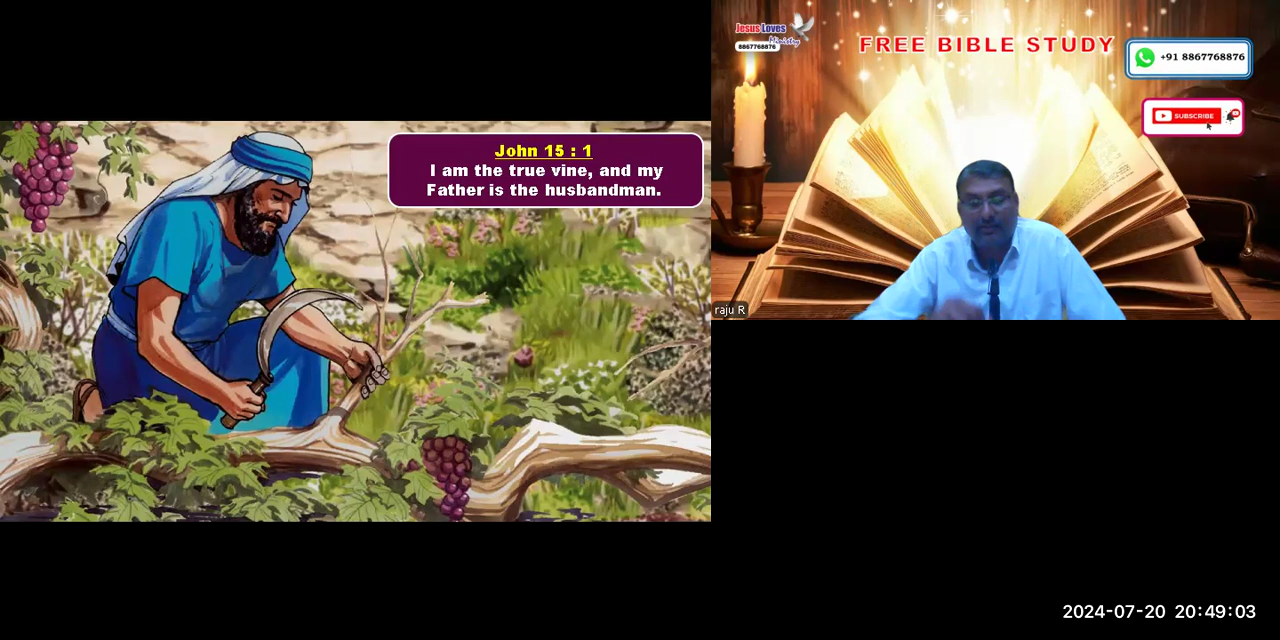 John 15 : 1
I am the true vine, and my
Father is the husbandman.
Jesus Loves
Ministry
8867768876
FREE BIBLE STUDY
+91 8867768876
SUBSCRIBE
raju R
2024-07-20 20:49:03